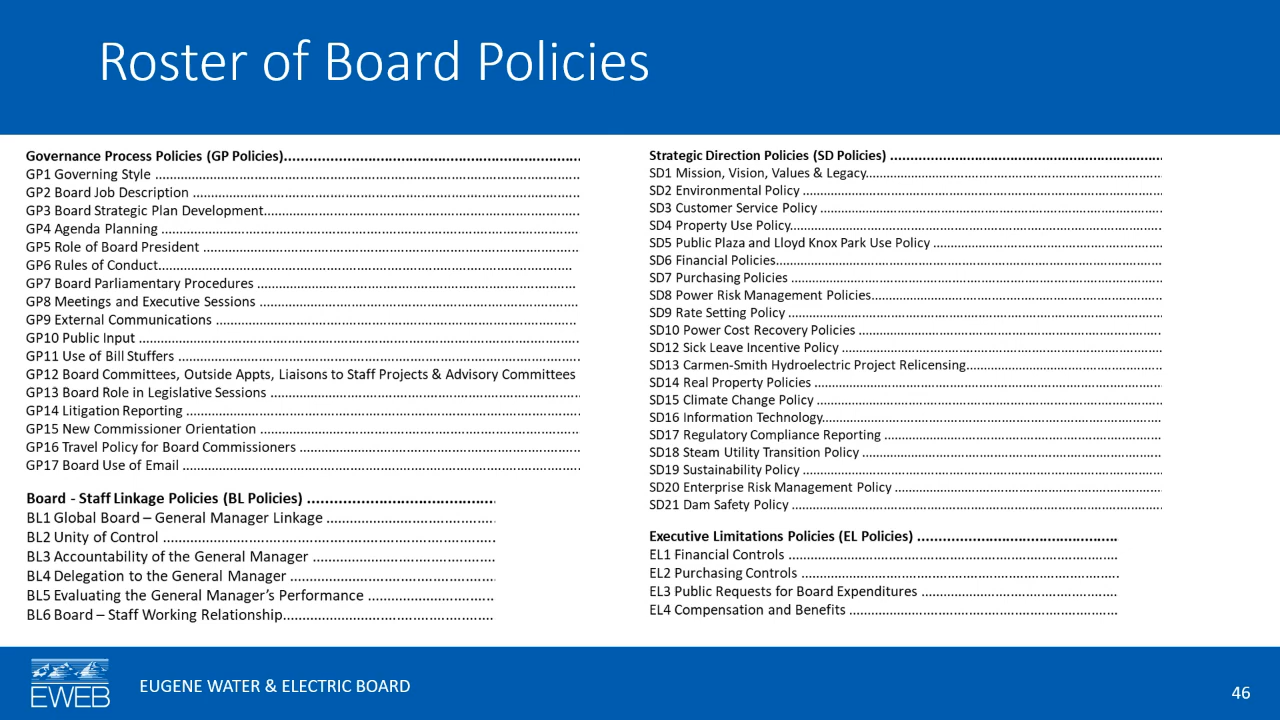 Roster of Board Policies
Governance Process Policies (GP Policies)
GP1 Governing Style
GP2 Board Job Description
GP3 Board Strategic Plan Development
GP4 Agenda Planning
GP5 Role of Board President
GP6 Rules of Conduct
GP7 Board Parliamentary Procedures
GP8 Meetings and Executive Sessions
GP9 External Communications
GP10 Public Input
GP11 Use of Bill Stuffers
GP12 Board Committees, Outside Appts, Liaisons to Staff Projects & Advisory Committees
GP13 Board Role in Legislative Sessions
GP14 Litigation Reporting
GP15 New Commissioner Orientation
GP16 Travel Policy for Board Commissioners
GP17 Board Use of Email
Board - Staff Linkage Policies (BL Policies)
BL1 Global Board – General Manager Linkage
BL2 Unity of Control
BL3 Accountability of the General Manager
BL4 Delegation to the General Manager
BL5 Evaluating the General Manager’s Performance
BL6 Board – Staff Working Relationship
Strategic Direction Policies (SD Policies)
SD1 Mission, Vision, Values & Legacy
SD2 Environmental Policy
SD3 Customer Service Policy
SD4 Property Use Policy
SD5 Public Plaza and Lloyd Knox Park Use Policy
SD6 Financial Policies
SD7 Purchasing Policies
SD8 Power Risk Management Policies
SD9 Rate Setting Policy
SD10 Power Cost Recovery Policies
SD12 Sick Leave Incentive Policy
SD13 Carmen-Smith Hydroelectric Project Relicensing
SD14 Real Property Policies
SD15 Climate Change Policy
SD16 Information Technology
SD17 Regulatory Compliance Reporting
SD18 Steam Utility Transition Policy
SD19 Sustainability Policy
SD20 Enterprise Risk Management Policy
SD21 Dam Safety Policy
Executive Limitations Policies (EL Policies)
EL1 Financial Controls
EL2 Purchasing Controls
EL3 Public Requests for Board Expenditures
EL4 Compensation and Benefits
EWEB
EUGENE WATER & ELECTRIC BOARD
46